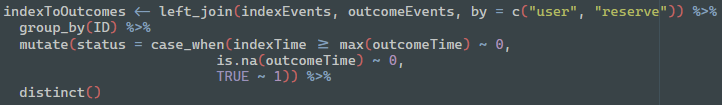 indexToOutcomes <- left_join(indexEvents, outcomeEvents, by = c("user", "reserve")) %>%
  group_by(ID) %>%
  mutate(status = case_when(indexTime ≥ max(outcomeTime) ~ 0,
                            is.na(outcomeTime) ~ 0,
                            TRUE ~ 1)) %>%
  distinct()